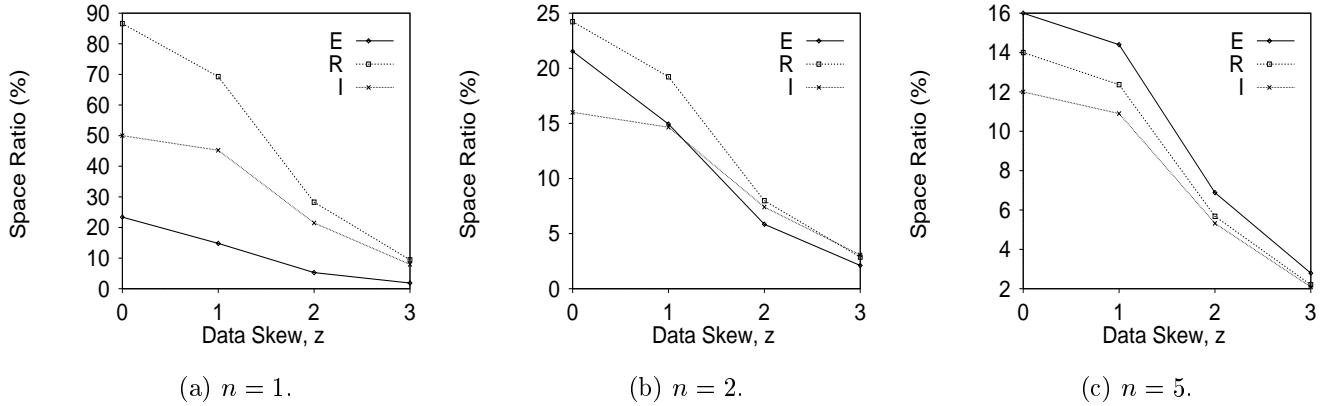 90
80
70
60
50
40
30
20
10
0
Space Ratio (%)
E
R
I
0 1 2 3
Data Skew, z
(a) n = 1.
25
20
15
10
5
0
Space Ratio (%)
E
R
I
0 1 2 3
Data Skew, z
(b) n = 2.
16
14
12
10
8
6
4
2
Space Ratio (%)
E
R
I
0 1 2 3
Data Skew, z
(c) n = 5.